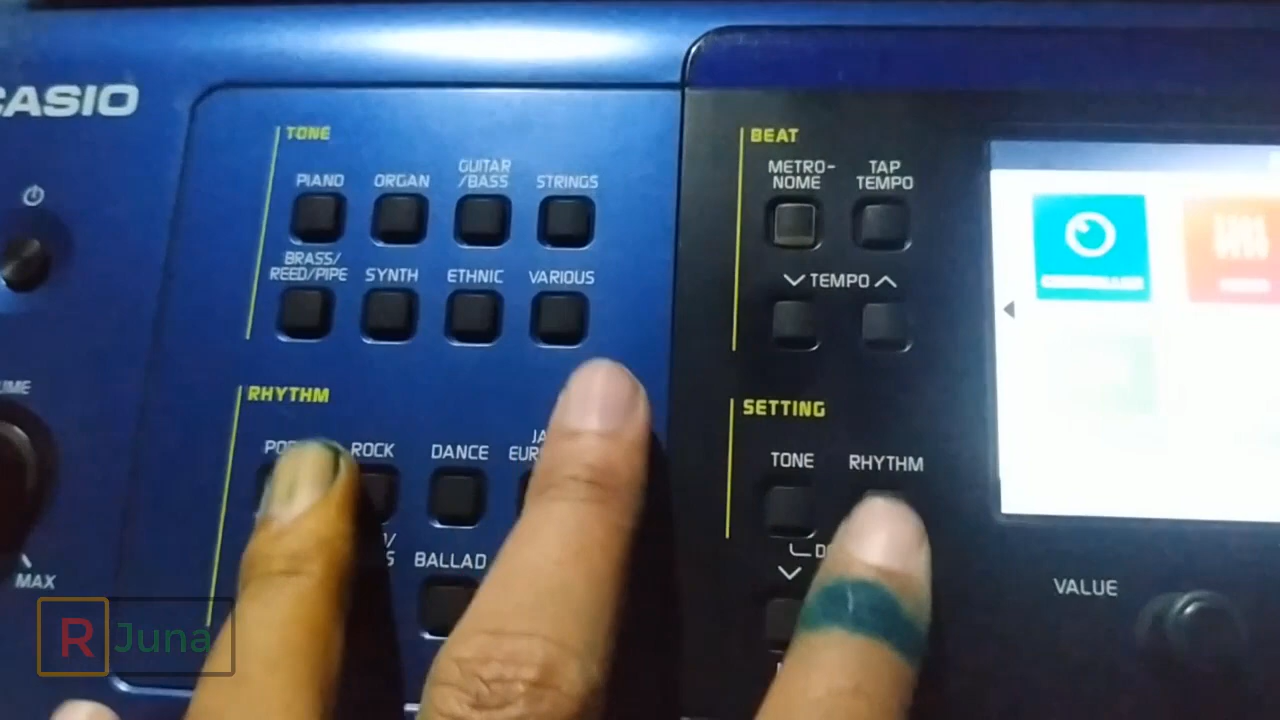 CASIO
TONE
PIANO
ORGAN
GUITAR
/BASS
STRINGS
BRASS/
REED/PIPE
SYNTH
ETHNIC
VARIOUS
RHYTHM
ROCK
DANCE
BALLAD
MAX
BEAT
METRO-
NOME
TAP
TEMPO
TEMPO
SETTING
TONE
RHYTHM
VALUE
R Juna